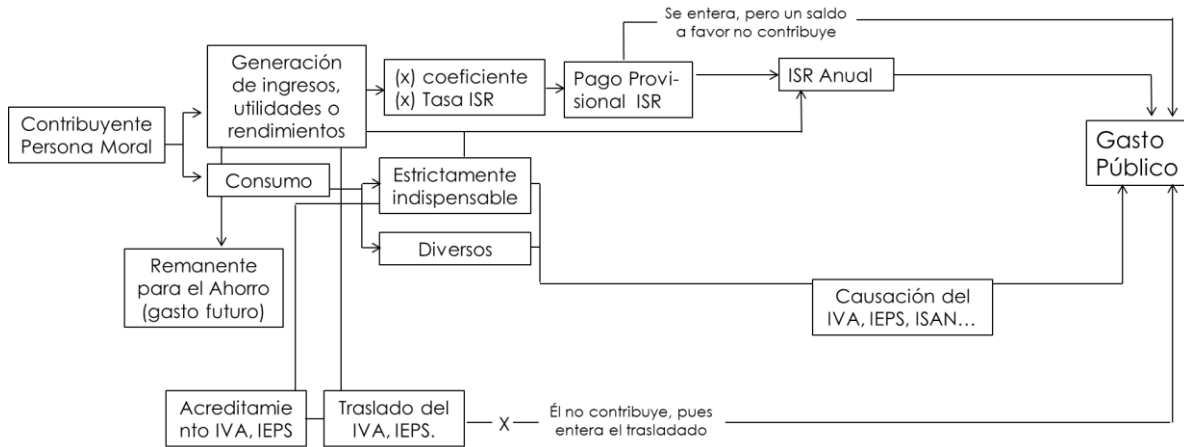 Se entera, pero un saldo
a favor no contribuye
Generación
de ingresos,
utilidades o
rendimientos
(x) coeficiente
(x) Tasa ISR
Pago Provi-
sional ISR
ISR Anual
Contribuyente
Persona Moral
Gasto
Público
Consumo
Estrictamente
indispensable
Diversos
Remanente
para el Ahorro
(gasto futuro)
Causación del
IVA, IEPS, ISAN...
Acreditamie
nto IVA, IEPS
Traslado del
IVA, IEPS.
X
Él no contribuye, pues
entera el trasladado